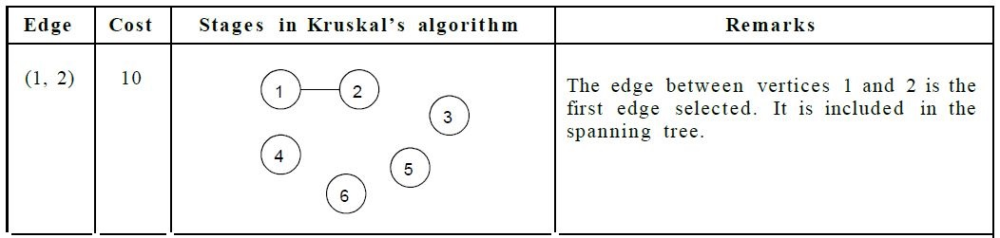 Edge Cost Stages in Kruskal's algorithm Remarks
(1, 2) 10
1 2
3
4
5
6
The edge between vertices 1 and 2 is the
first edge selected. It is included in the
spanning tree.